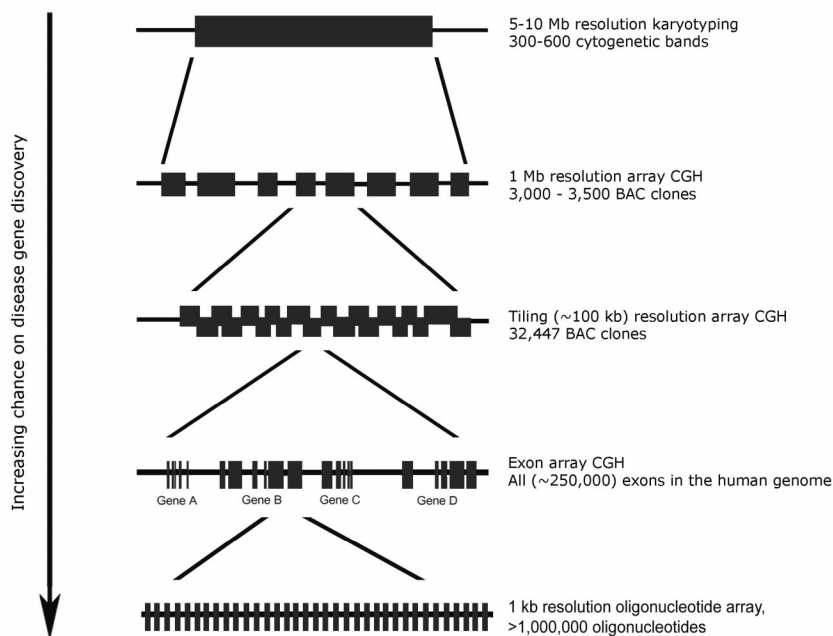 5-10 Mb resolution karyotyping
300-600 cytogenetic bands
Increasing chance on disease gene discovery
1 Mb resolution array CGH
3,000 - 3,500 BAC clones
Tiling (~100 kb) resolution array CGH
32,447 BAC clones
Exon array CGH
All (~250,000) exons in the human genome
Gene A
Gene B
Gene C
Gene D
1 kb resolution oligonucleotide array,
>1,000,000 oligonucleotides